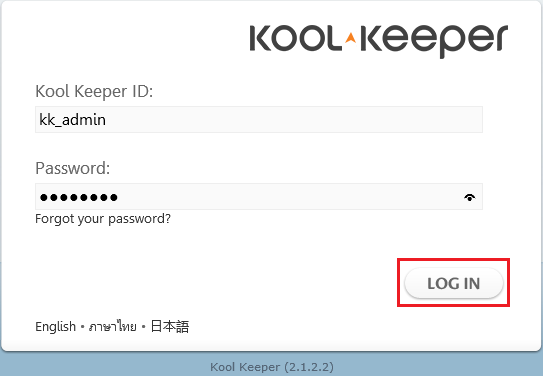 KOOL KEEPER
Kool Keeper ID:
kk_admin
Password:
●●●●●●●●
Forgot your password?
LOG IN
English • ภาษาไทย • 日本語
Kool Keeper (2.1.2.2)